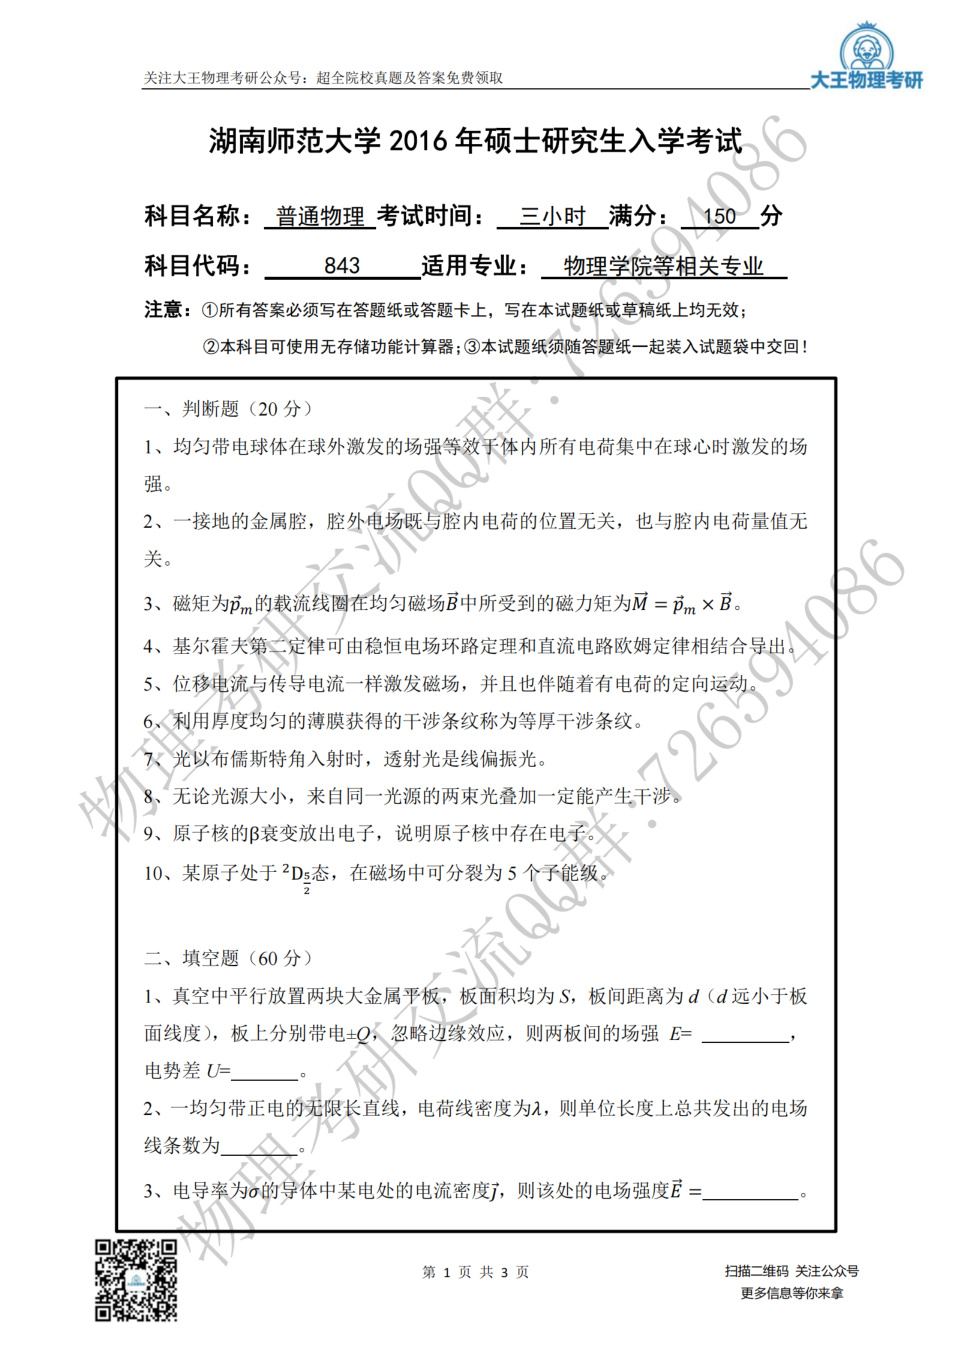 关注大王物理考研公众号：超全院校真题及答案免费领取
大王物理考研
湖南师范大学 2016 年硕士研究生入学考试
科目名称： 普通物理 考试时间： 三小时 满分： 150 分
科目代码： 843 适用专业： 物理学院等相关专业
注意：①所有答案必须写在答题纸或答题卡上，写在本试题纸或草稿纸上均无效；
②本科目可使用无存储功能计算器；③本试题纸须随答题纸一起装入试题袋中交回！
一、判断题（20 分）
1、均匀带电球体在球外激发的场强等效于体内所有电荷集中在球心时激发的场
强。
2、一接地的金属腔，腔外电场既与腔内电荷的位置无关，也与腔内电荷量值无
关。
3、磁矩为p⃗ₘ的载流线圈在均匀磁场B⃗中所受到的磁力矩为M⃗ = p⃗ₘ × B⃗。
4、基尔霍夫第二定律可由稳恒电场环路定理和直流电路欧姆定律相结合导出。
5、位移电流与传导电流一样激发磁场，并且也伴随着有电荷的定向运动。
6、利用厚度均匀的薄膜获得的干涉条纹称为等厚干涉条纹。
7、光以布儒斯特角入射时，透射光是线偏振光。
8、无论光源大小，来自同一光源的两束光叠加一定能产生干涉。
9、原子核的β衰变放出电子，说明原子核中存在电子。
10、某原子处于 ²D5/2态，在磁场中可分裂为 5 个子能级。
二、填空题（60 分）
1、真空中平行放置两块大金属平板，板面积均为 S，板间距离为 d（d 远小于板
面线度），板上分别带电±Q，忽略边缘效应，则两板间的场强 E= ________，
电势差 U=______。
2、一均匀带正电的无限长直线，电荷线密度为λ，则单位长度上总共发出的电场
线条数为_______。
3、电导率为σ的导体中某电处的电流密度j⃗，则该处的电场强度E⃗ =_________。
物理考研交流QQ群：726594086
物理考研交流QQ群：726594086
大王物理考研
第 1 页 共 3 页
扫描二维码 关注公众号
更多信息等你来拿